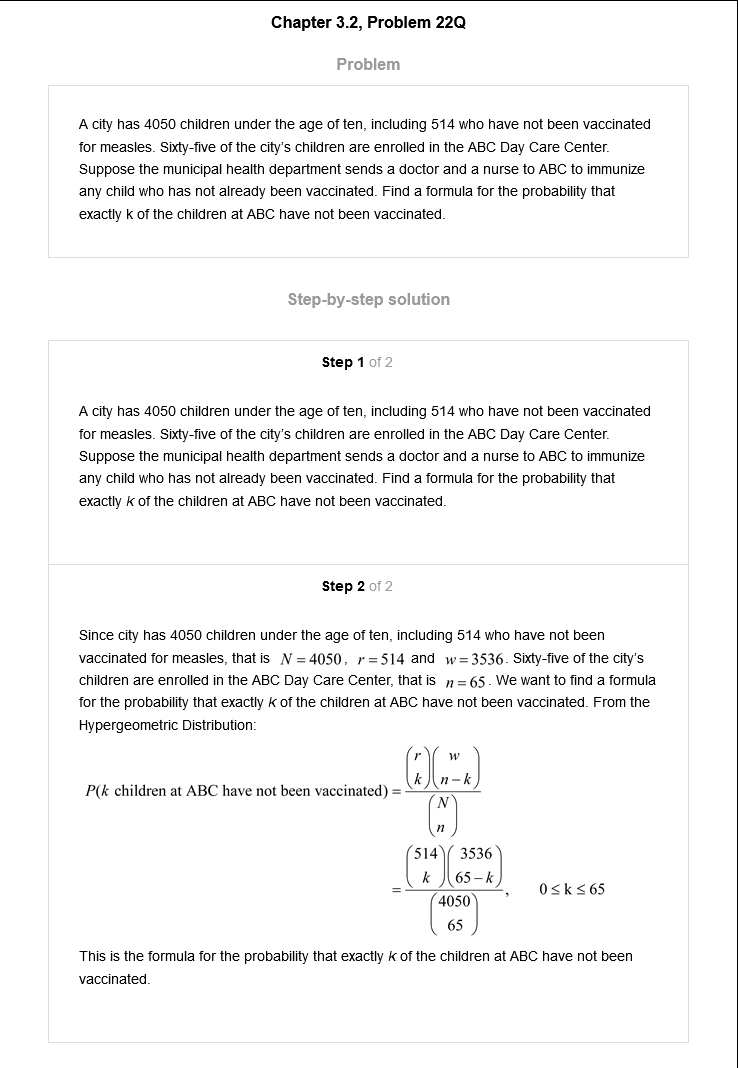 Chapter 3.2, Problem 22Q
Problem
A city has 4050 children under the age of ten, including 514 who have not been vaccinated
for measles. Sixty-five of the city's children are enrolled in the ABC Day Care Center.
Suppose the municipal health department sends a doctor and a nurse to ABC to immunize
any child who has not already been vaccinated. Find a formula for the probability that
exactly k of the children at ABC have not been vaccinated.
Step-by-step solution
Step 1 of 2
A city has 4050 children under the age of ten, including 514 who have not been vaccinated
for measles. Sixty-five of the city's children are enrolled in the ABC Day Care Center.
Suppose the municipal health department sends a doctor and a nurse to ABC to immunize
any child who has not already been vaccinated. Find a formula for the probability that
exactly k of the children at ABC have not been vaccinated.
Step 2 of 2
Since city has 4050 children under the age of ten, including 514 who have not been
vaccinated for measles, that is N = 4050, r = 514 and w = 3536. Sixty-five of the city's
children are enrolled in the ABC Day Care Center, that is n = 65. We want to find a formula
for the probability that exactly k of the children at ABC have not been vaccinated. From the
Hypergeometric Distribution:
(r w)
P(k children at ABC have not been vaccinated) = (k)(n − k)
(N)
(n)
(514)(3536)
(k)(65 − k)
= , 0 ≤ k ≤ 65
(4050)
(65)
This is the formula for the probability that exactly k of the children at ABC have not been
vaccinated.